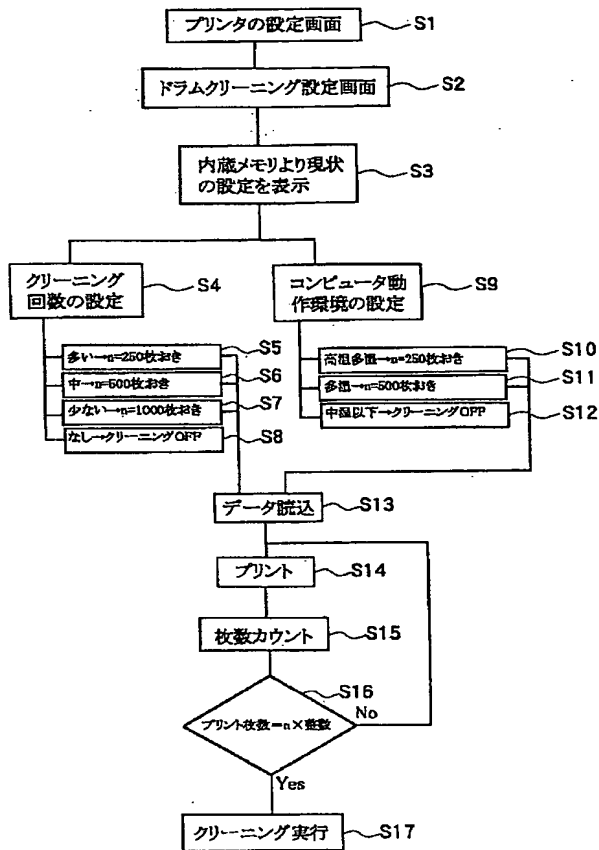 プリンタの設定画面 S1
ドラムクリーニング設定画面 S2
内蔵メモリより現状
の設定を表示 S3
クリーニング
回数の設定 S4
多い→n=250枚おき S5
中→n=500枚おき S6
少ない→n=1000枚おき S7
なし→クリーニングOFF S8
コンピュータ動
作環境の設定 S9
高温多湿→n=250枚おき S10
多湿→n=500枚おき S11
中湿以下→クリーニングOFF S12
データ読込 S13
プリント S14
枚数カウント S15
プリント枚数=n×整数 S16
No
Yes
クリーニング実行 S17